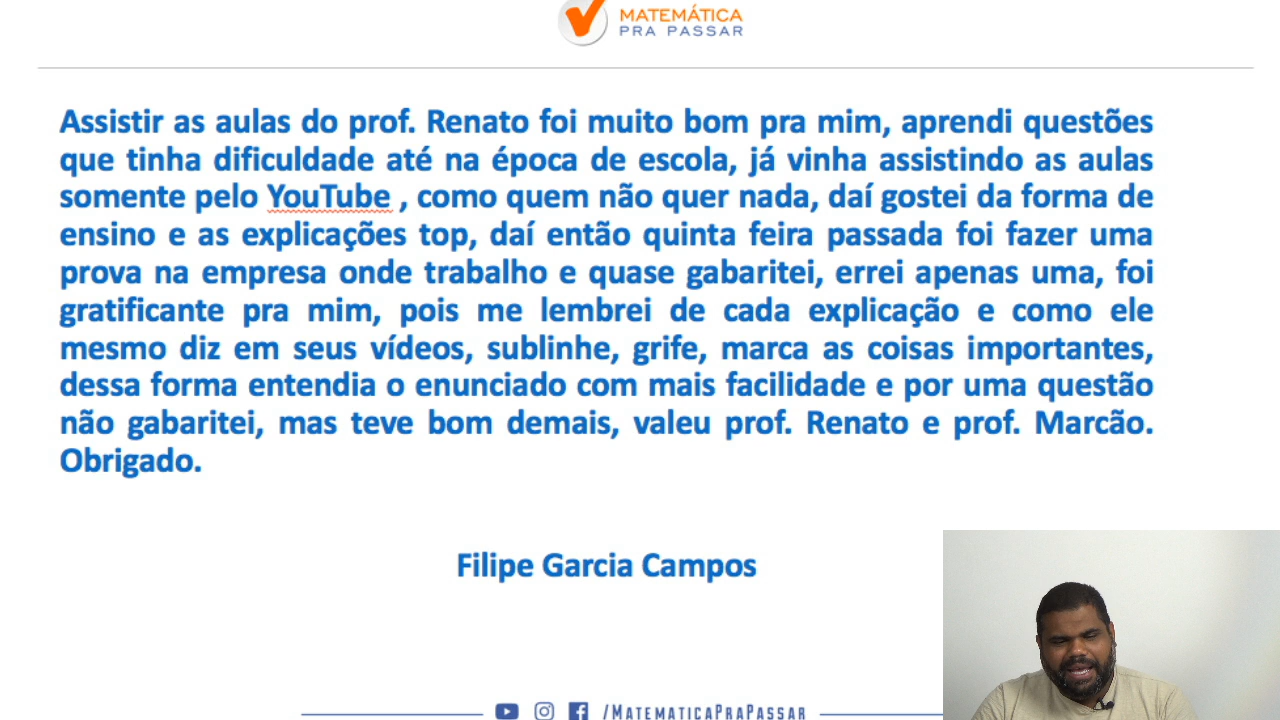 MATEMÁTICA
PRA PASSAR
Assistir as aulas do prof. Renato foi muito bom pra mim, aprendi questões
que tinha dificuldade até na época de escola, já vinha assistindo as aulas
somente pelo YouTube , como quem não quer nada, daí gostei da forma de
ensino e as explicações top, daí então quinta feira passada foi fazer uma
prova na empresa onde trabalho e quase gabaritei, errei apenas uma, foi
gratificante pra mim, pois me lembrei de cada explicação e como ele
mesmo diz em seus vídeos, sublinhe, grife, marca as coisas importantes,
dessa forma entendia o enunciado com mais facilidade e por uma questão
não gabaritei, mas teve bom demais, valeu prof. Renato e prof. Marcão.
Obrigado.
Filipe Garcia Campos
/MATEMATICAPRAPASSAR